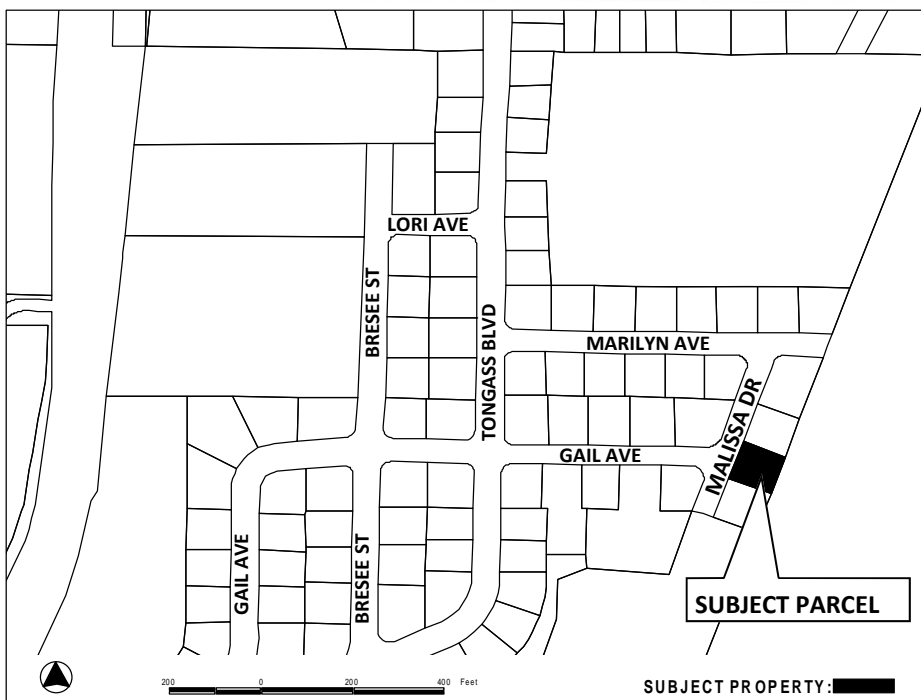 LORI AVE
BRESEE ST
TONGASS BLVD
MARILYN AVE
MALISSA DR
GAIL AVE
GAIL AVE
BRESEE ST
SUBJECT PARCEL
200 0 200 400 Feet
SUBJECT PROPERTY: